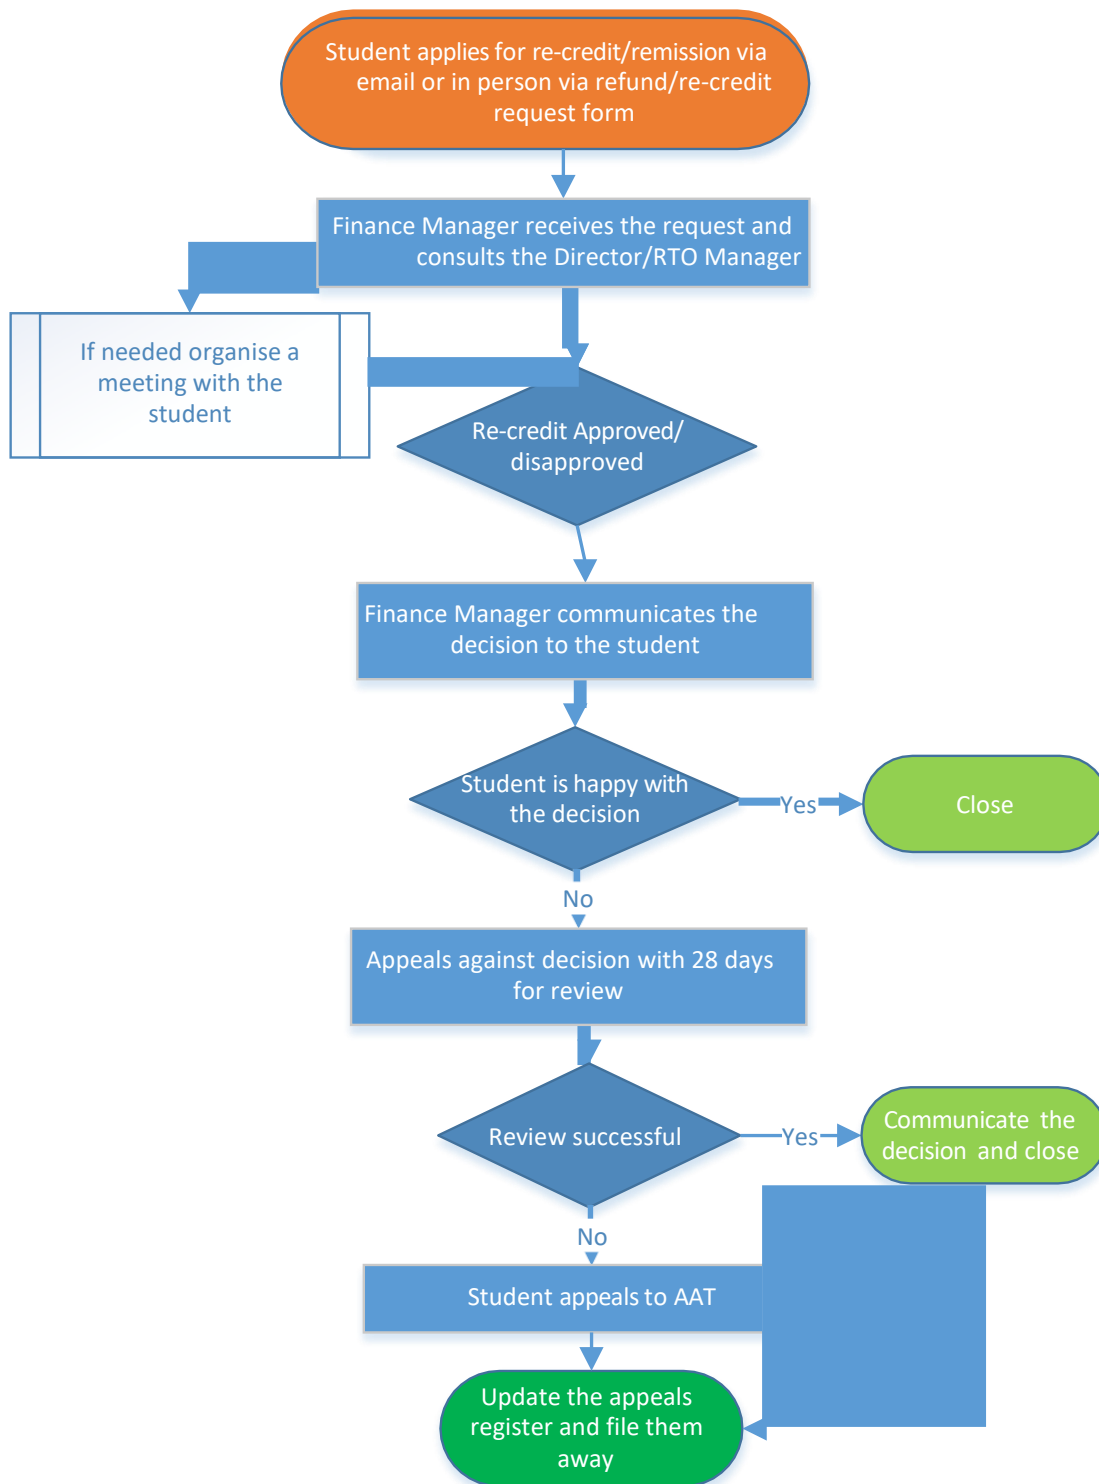 Student applies for re-credit/remission via
email or in person via refund/re-credit
request form
Finance Manager receives the request and
consults the Director/RTO Manager
If needed organise a
meeting with the
student
Re-credit Approved/
disapproved
Finance Manager communicates the
decision to the student
Student is happy with
the decision
Yes
Close
No
Appeals against decision with 28 days
for review
Review successful
Yes
Communicate the
decision and close
No
Student appeals to AAT
Update the appeals
register and file them
away